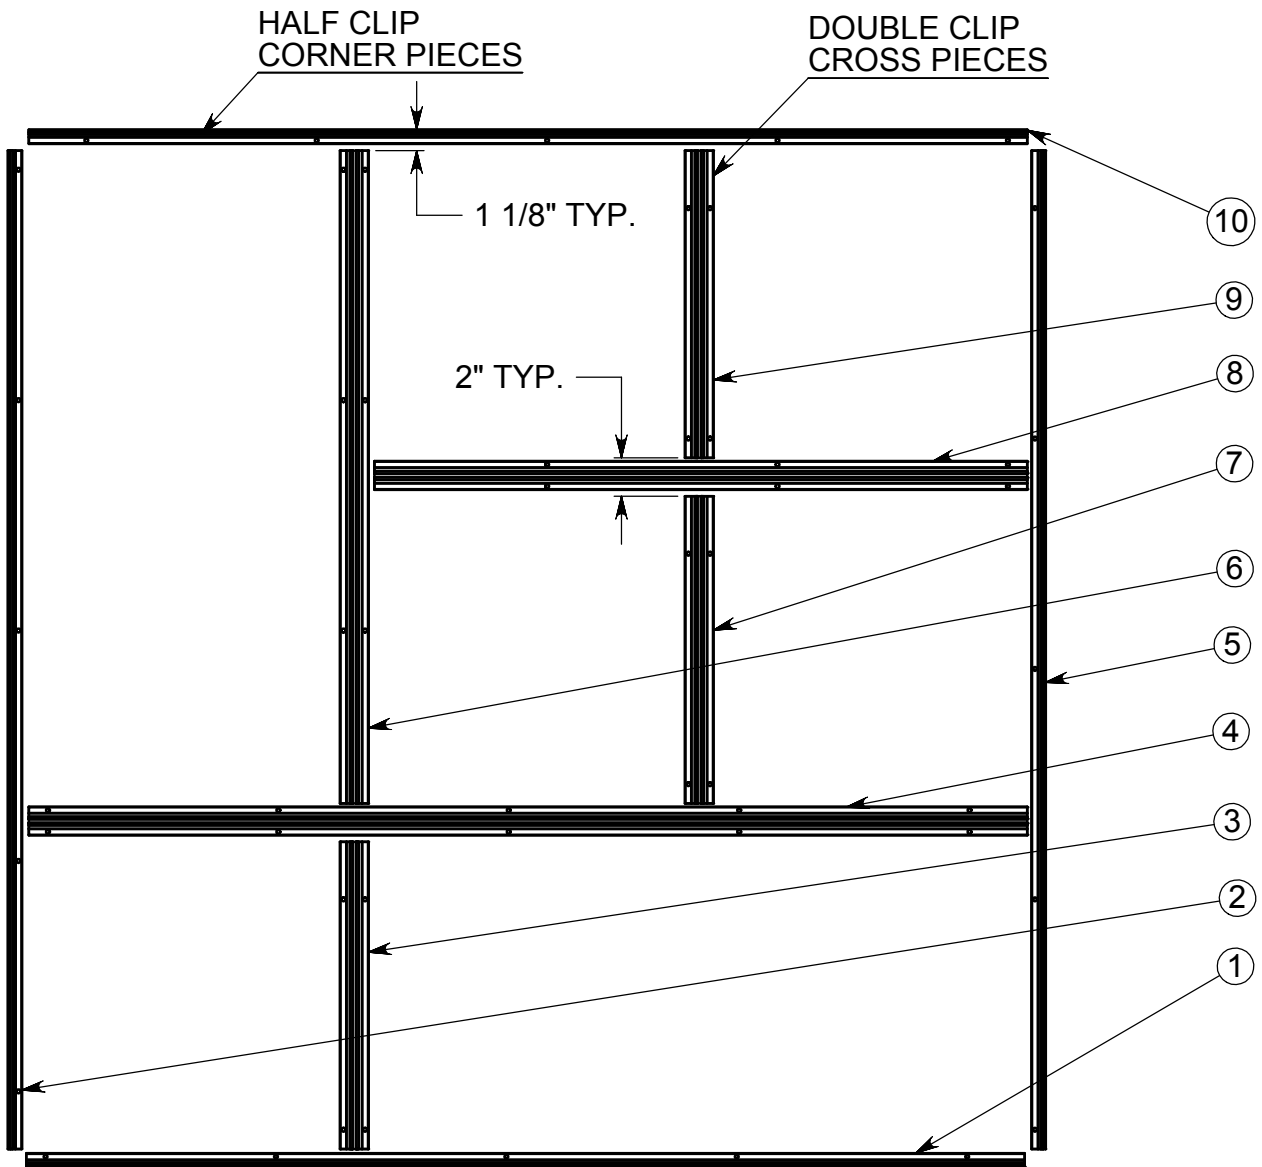 HALF CLIP
CORNER PIECES
DOUBLE CLIP
CROSS PIECES
1 1/8" TYP.
10
9
2" TYP.
8
7
6
5
4
3
2
1